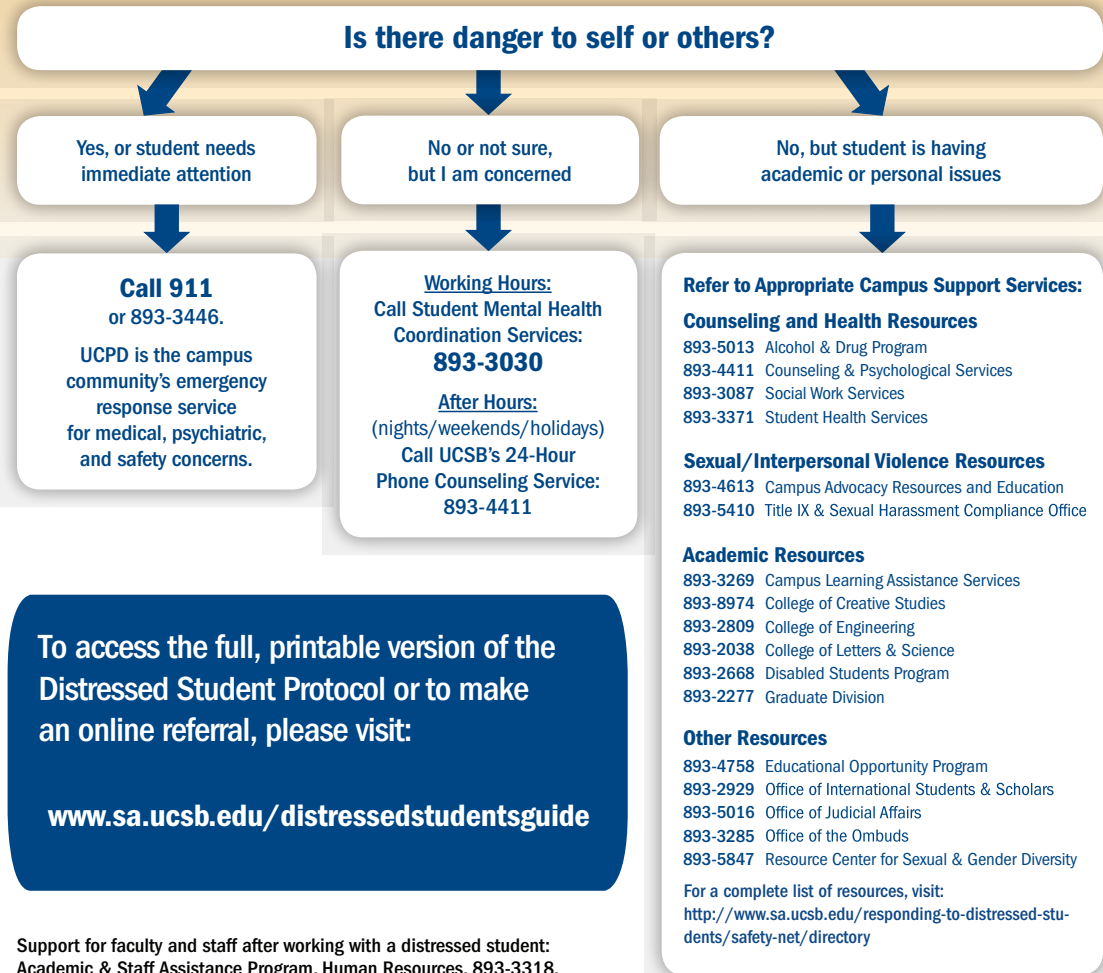 Is there danger to self or others?
Yes, or student needs
immediate attention
No or not sure,
but I am concerned
No, but student is having
academic or personal issues
Call 911
or 893-3446.
UCPD is the campus
community's emergency
response service
for medical, psychiatric,
and safety concerns.
Working Hours:
Call Student Mental Health
Coordination Services:
893-3030
After Hours:
(nights/weekends/holidays)
Call UCSB's 24-Hour
Phone Counseling Service:
893-4411
Refer to Appropriate Campus Support Services:
Counseling and Health Resources
893-5013 Alcohol & Drug Program
893-4411 Counseling & Psychological Services
893-3087 Social Work Services
893-3371 Student Health Services
Sexual/Interpersonal Violence Resources
893-4613 Campus Advocacy Resources and Education
893-5410 Title IX & Sexual Harassment Compliance Office
Academic Resources
893-3269 Campus Learning Assistance Services
893-8974 College of Creative Studies
893-2809 College of Engineering
893-2038 College of Letters & Science
893-2668 Disabled Students Program
893-2277 Graduate Division
Other Resources
893-4758 Educational Opportunity Program
893-2929 Office of International Students & Scholars
893-5016 Office of Judicial Affairs
893-3285 Office of the Ombuds
893-5847 Resource Center for Sexual & Gender Diversity
For a complete list of resources, visit:
http://www.sa.ucsb.edu/responding-to-distressed-stu-
dents/safety-net/directory
To access the full, printable version of the
Distressed Student Protocol or to make
an online referral, please visit:
www.sa.ucsb.edu/distressedstudentsguide
Support for faculty and staff after working with a distressed student:
Academic & Staff Assistance Program, Human Resources, 893-3318.